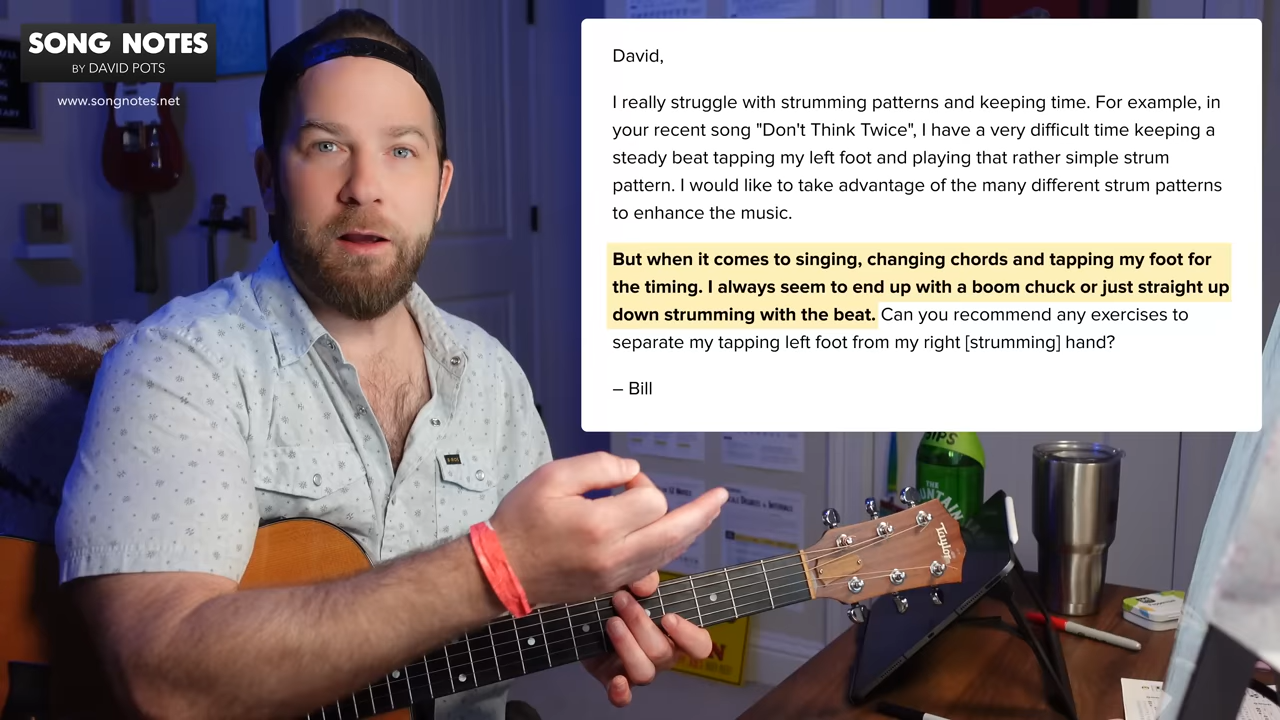 SONG NOTES
BY DAVID POTS
www.songnotes.net
David,
I really struggle with strumming patterns and keeping time. For example, in
your recent song "Don't Think Twice", I have a very difficult time keeping a
steady beat tapping my left foot and playing that rather simple strum
pattern. I would like to take advantage of the many different strum patterns
to enhance the music.
But when it comes to singing, changing chords and tapping my foot for
the timing. I always seem to end up with a boom chuck or just straight up
down strumming with the beat. Can you recommend any exercises to
separate my tapping left foot from my right [strumming] hand?
– Bill
THE
Taylor